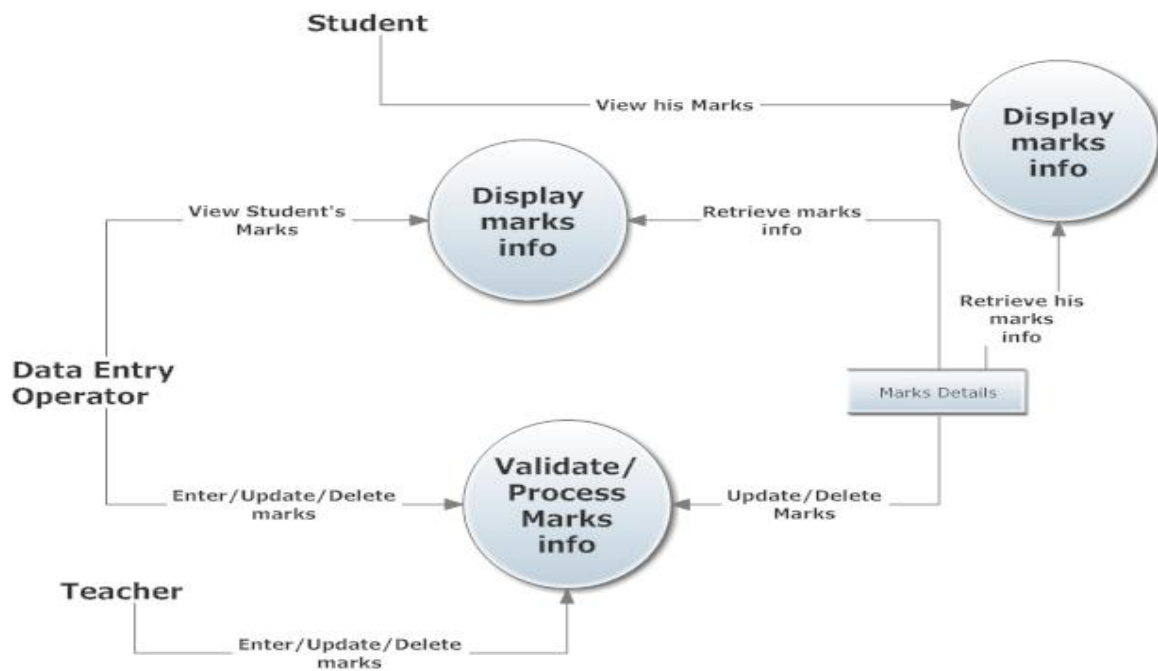 Student
View his Marks
Display
marks
info
View Student's
Marks
Display
marks
info
Retrieve marks
info
Retrieve his
marks
info
Data Entry
Operator
Marks Details
Enter/Update/Delete
marks
Validate/
Process
Marks
info
Update/Delete
Marks
Teacher
Enter/Update/Delete
marks